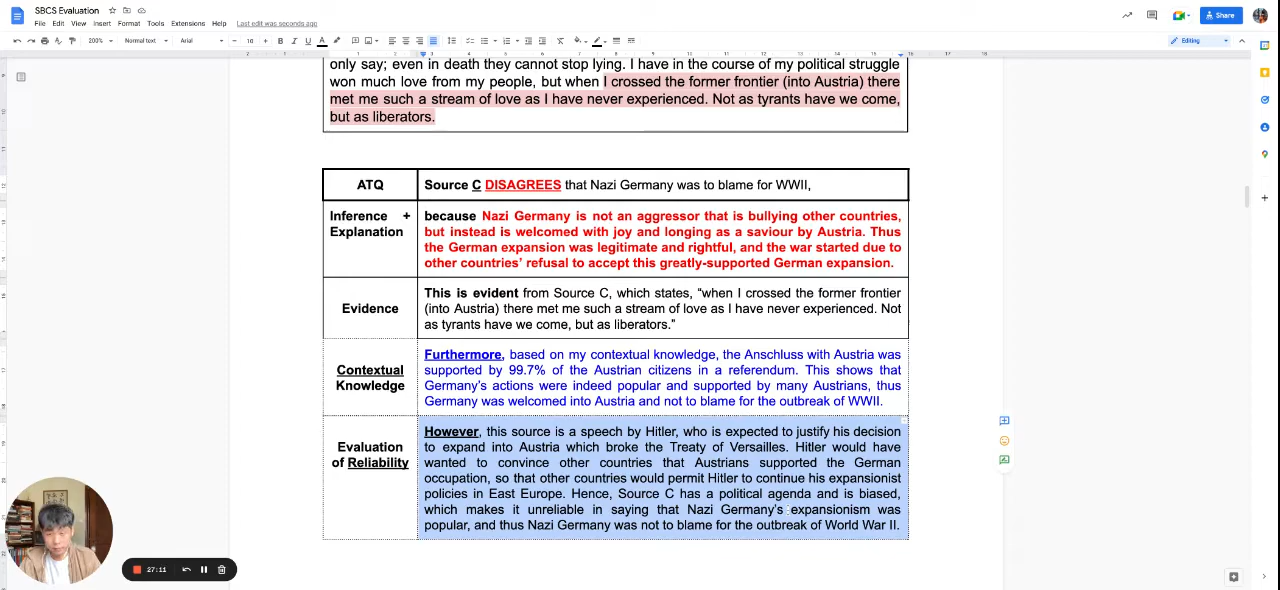 SBCS Evaluation
File Edit View Insert Format Tools Extensions Help Last edit was seconds ago
Share
200% Normal text Arial 10 B I U A Editing
only say; even in death they cannot stop lying. I have in the course of my political struggle
won much love from my people, but when I crossed the former frontier (into Austria) there
met me such a stream of love as I have never experienced. Not as tyrants have we come,
but as liberators.
ATQ
Source C DISAGREES that Nazi Germany was to blame for WWII,
Inference +
Explanation
because Nazi Germany is not an aggressor that is bullying other countries,
but instead is welcomed with joy and longing as a saviour by Austria. Thus
the German expansion was legitimate and rightful, and the war started due to
other countries' refusal to accept this greatly-supported German expansion.
Evidence
This is evident from Source C, which states, "when I crossed the former frontier
(into Austria) there met me such a stream of love as I have never experienced. Not
as tyrants have we come, but as liberators."
Contextual
Knowledge
Furthermore, based on my contextual knowledge, the Anschluss with Austria was
supported by 99.7% of the Austrian citizens in a referendum. This shows that
Germany's actions were indeed popular and supported by many Austrians, thus
Germany was welcomed into Austria and not to blame for the outbreak of WWII.
Evaluation
of Reliability
However, this source is a speech by Hitler, who is expected to justify his decision
to expand into Austria which broke the Treaty of Versailles. Hitler would have
wanted to convince other countries that Austrians supported the German
occupation, so that other countries would permit Hitler to continue his expansionist
policies in East Europe. Hence, Source C has a political agenda and is biased,
which makes it unreliable in saying that Nazi Germany's expansionism was
popular, and thus Nazi Germany was not to blame for the outbreak of World War II.
27:11